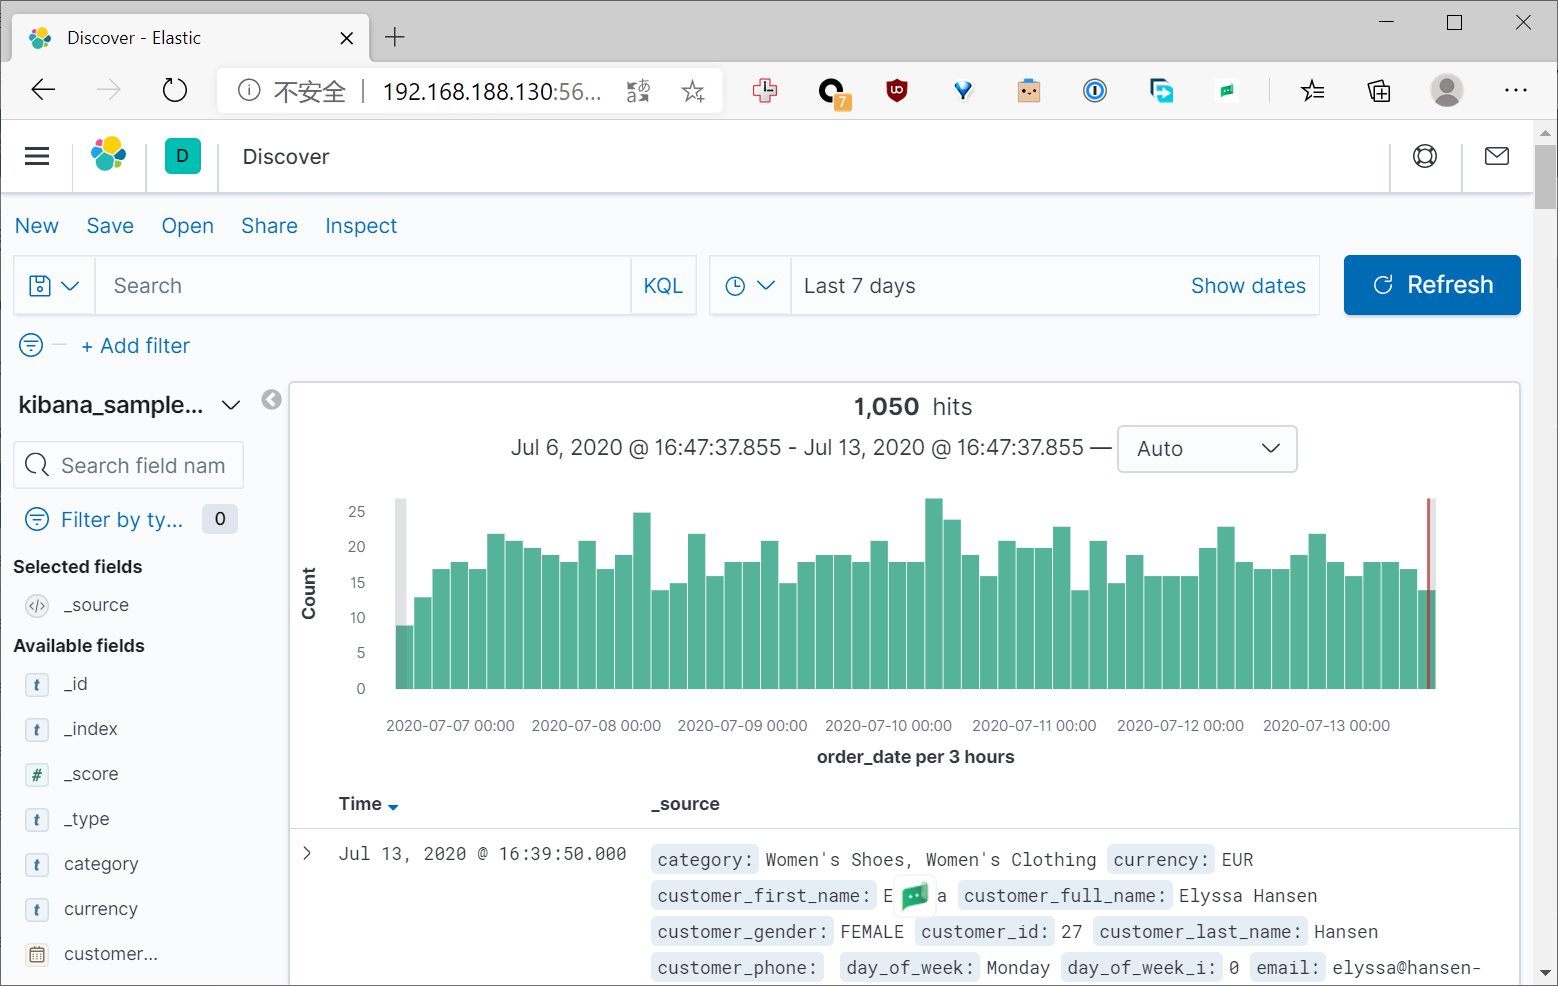 Discover - Elastic
不安全 192.168.188.130:56...
7
D Discover
New Save Open Share Inspect
Search KQL Last 7 days Show dates Refresh
+ Add filter
kibana_sample...
Search field nam
Filter by ty... 0
Selected fields
_source
Available fields
t _id
t _index
# _score
t _type
t category
t currency
customer...
1,050 hits
Jul 6, 2020 @ 16:47:37.855 - Jul 13, 2020 @ 16:47:37.855 — Auto
Count
25
20
15
10
5
0
2020-07-07 00:00 2020-07-08 00:00 2020-07-09 00:00 2020-07-10 00:00 2020-07-11 00:00 2020-07-12 00:00 2020-07-13 00:00
order_date per 3 hours
Time _source
Jul 13, 2020 @ 16:39:50.000 category: Women's Shoes, Women's Clothing currency: EUR
customer_first_name: E a customer_full_name: Elyssa Hansen
customer_gender: FEMALE customer_id: 27 customer_last_name: Hansen
customer_phone: day_of_week: Monday day_of_week_i: 0 email: elyssa@hansen-